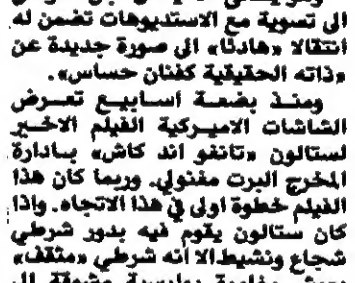 الى تسوية مع الاستديوهات تضمن له
انتقالا «هادئا» الى صورة جديدة عن
«ذاته الحقيقية كفنان حساس».
ومنذ بضعة اسابيع تعرض
الشاشات الاميركية الفيلم الاخير
لستالون «تانغو اند كاش» بادارة
المخرج البرت مغنولي. وربما كان هذا
الفيلم خطوة اولى في هذا الاتجاه. واذا
كان ستالون يقوم فيه بدور شرطي
شجاع ونشيط الا أنه شرطي «مثقف»